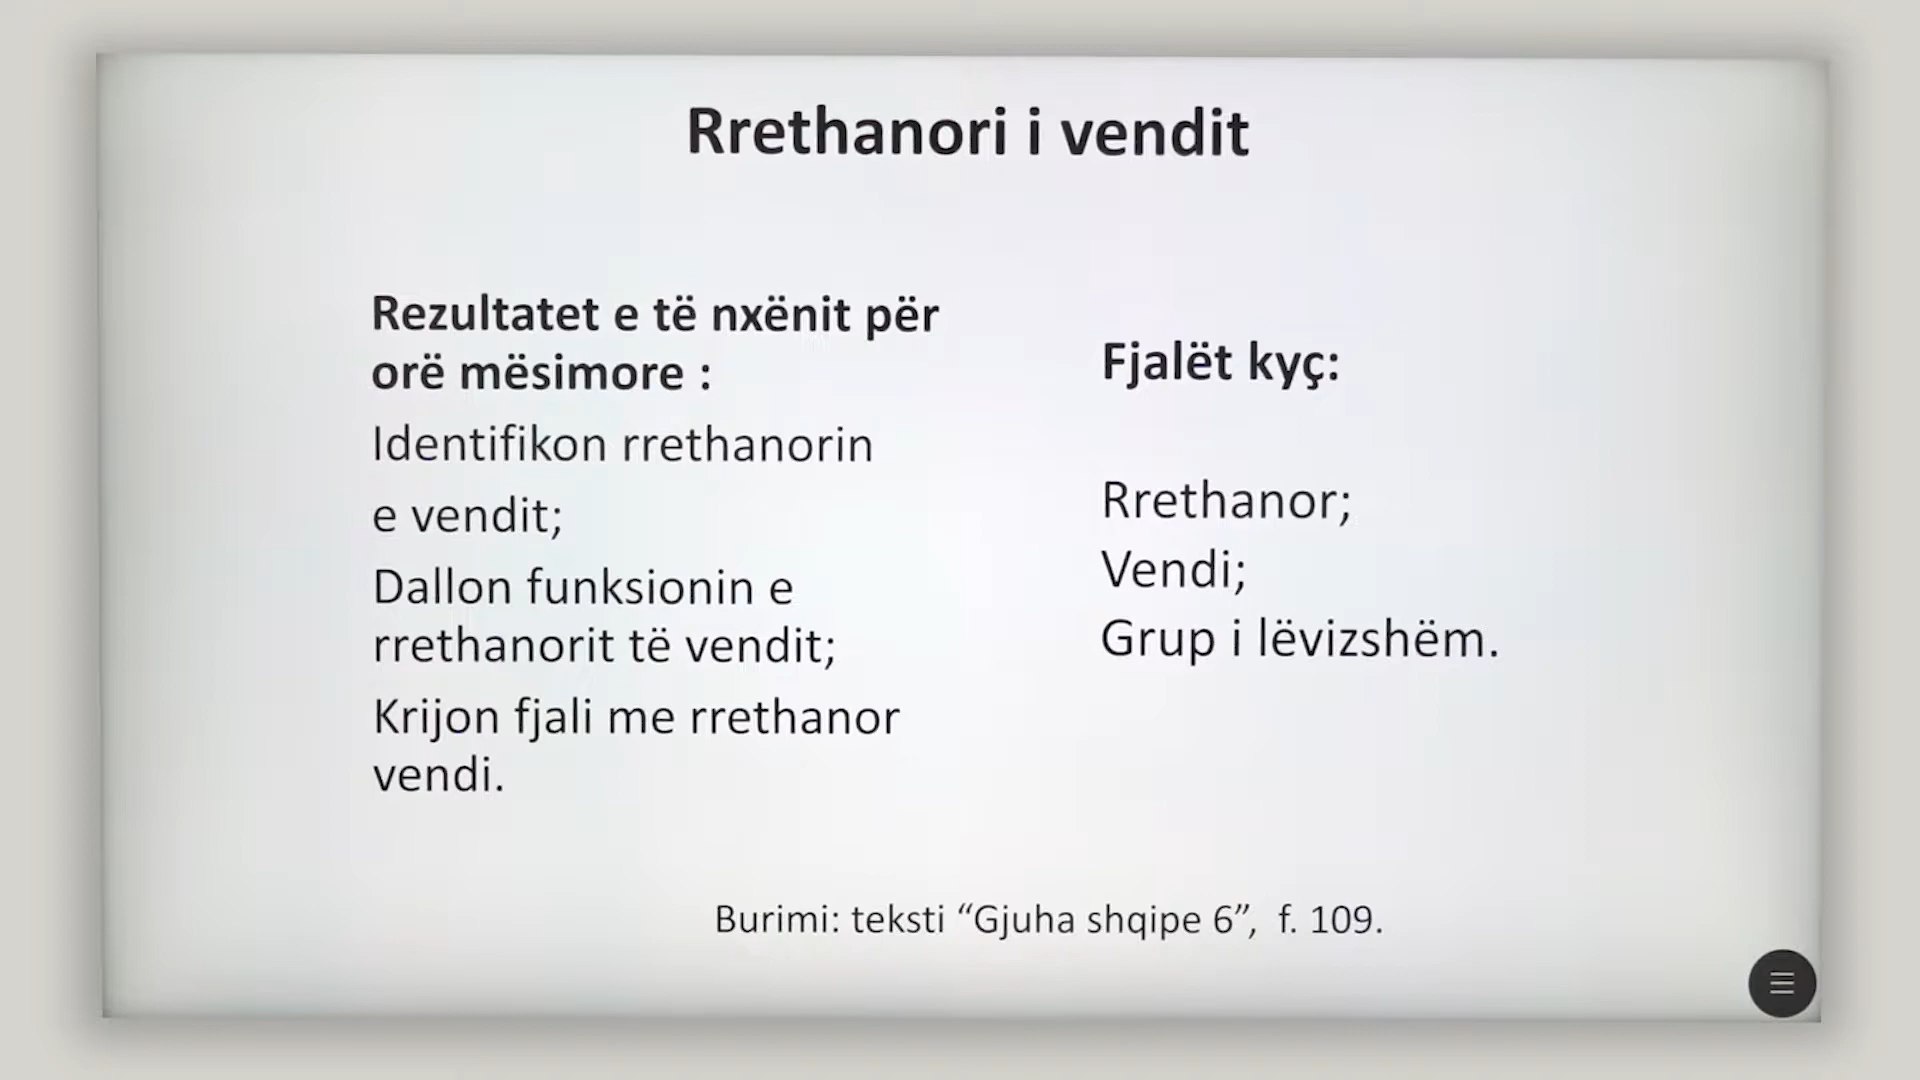 Rrethanori i vendit
Rezultatet e të nxënit për
orë mësimore :
Identifikon rrethanorin
e vendit;
Dallon funksionin e
rrethanorit të vendit;
Krijon fjali me rrethanor
vendi.
Fjalët kyç:
Rrethanor;
Vendi;
Grup i lëvizshëm.
Burimi: teksti “Gjuha shqipe 6”, f. 109.